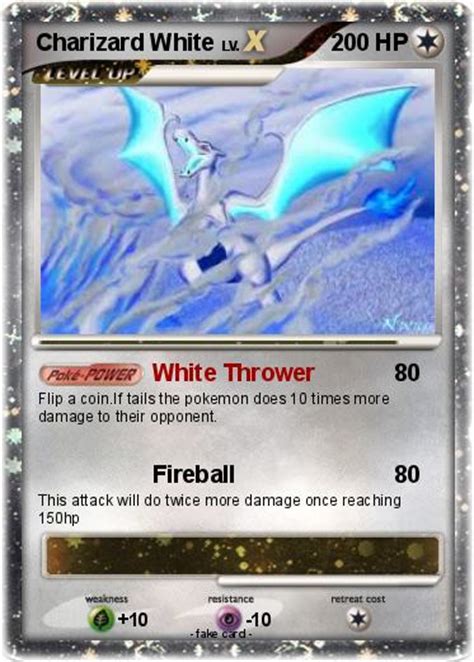 Charizard White LV. X 200 HP
LEVEL UP
Poké-POWER White Thrower 80
Flip a coin.If tails the pokemon does 10 times more
damage to their opponent.
Fireball 80
This attack will do twice more damage once reaching
150hp
weakness resistance retreat cost
+10 -10
- fake card -